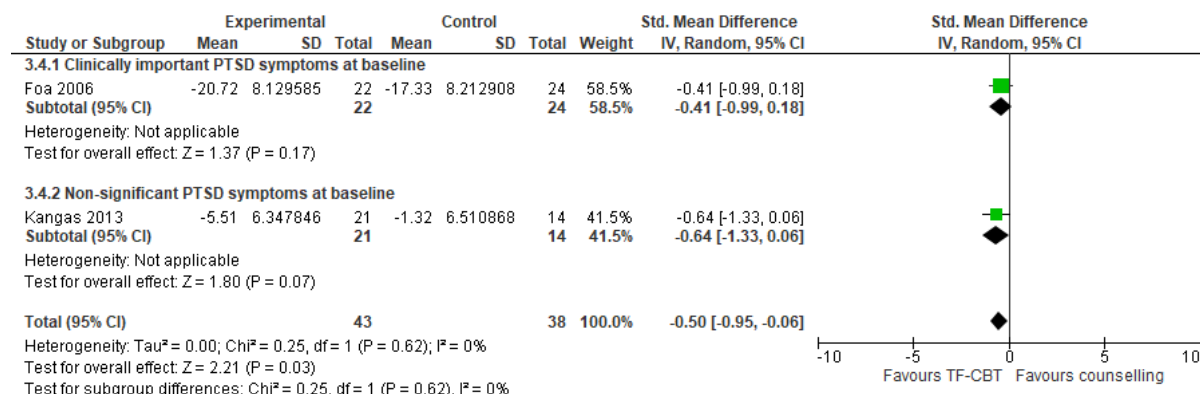 Experimental Control Std. Mean Difference Std. Mean Difference
Study or Subgroup Mean SD Total Mean SD Total Weight IV, Random, 95% CI IV, Random, 95% CI
3.4.1 Clinically important PTSD symptoms at baseline
Foa 2006 -20.72 8.129585 22 -17.33 8.212908 24 58.5% -0.41 [-0.99, 0.18]
Subtotal (95% CI) 22 24 58.5% -0.41 [-0.99, 0.18]
Heterogeneity: Not applicable
Test for overall effect: Z = 1.37 (P = 0.17)
3.4.2 Non-significant PTSD symptoms at baseline
Kangas 2013 -5.51 6.347846 21 -1.32 6.510868 14 41.5% -0.64 [-1.33, 0.06]
Subtotal (95% CI) 21 14 41.5% -0.64 [-1.33, 0.06]
Heterogeneity: Not applicable
Test for overall effect: Z = 1.80 (P = 0.07)
Total (95% CI) 43 38 100.0% -0.50 [-0.95, -0.06]
Heterogeneity: Tau² = 0.00; Chi² = 0.25, df = 1 (P = 0.62); I² = 0%
Test for overall effect: Z = 2.21 (P = 0.03)
Test for subgroup differences: Chi² = 0.25, df = 1 (P = 0.62), I² = 0%
-10 -5 0 5 10
Favours TF-CBT Favours counselling